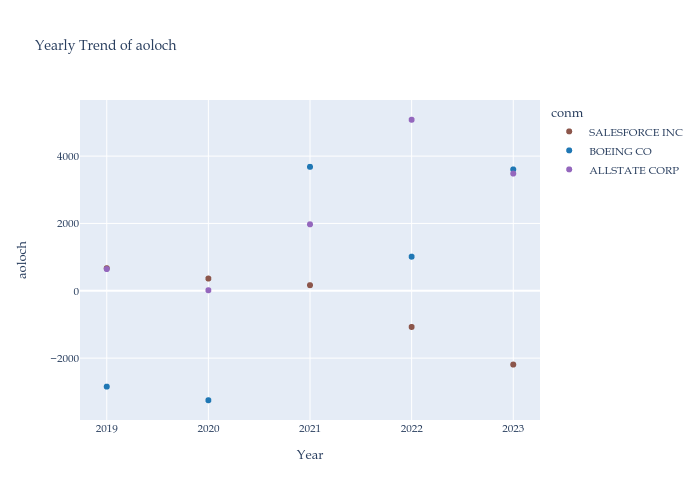 Yearly Trend of aoloch
conm
SALESFORCE INC
BOEING CO
ALLSTATE CORP
4000
2000
0
−2000
aoloch
2019
2020
2021
2022
2023
Year